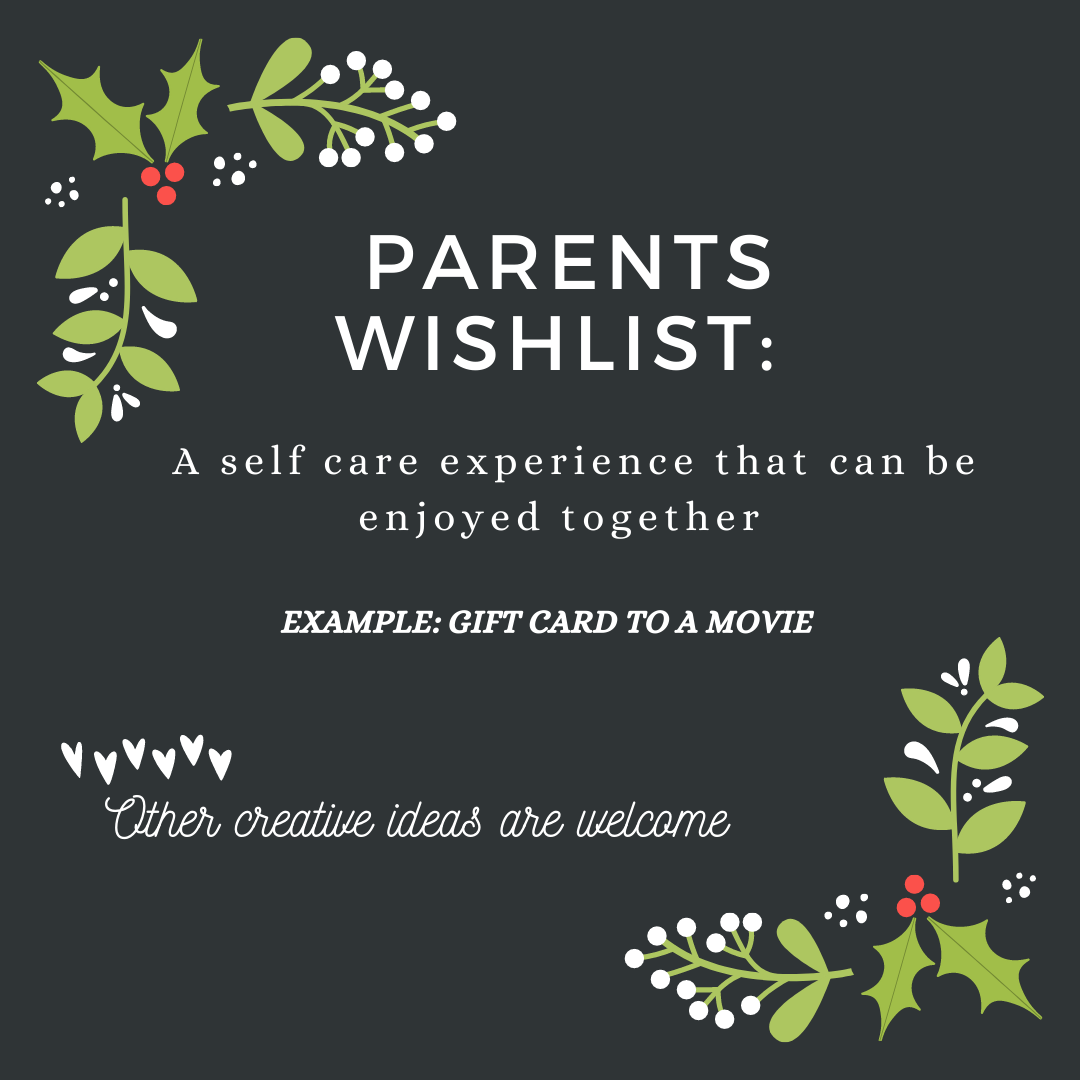 PARENTS
WISHLIST:
A self care experience that can be
enjoyed together
EXAMPLE: GIFT CARD TO A MOVIE
Other creative ideas are welcome